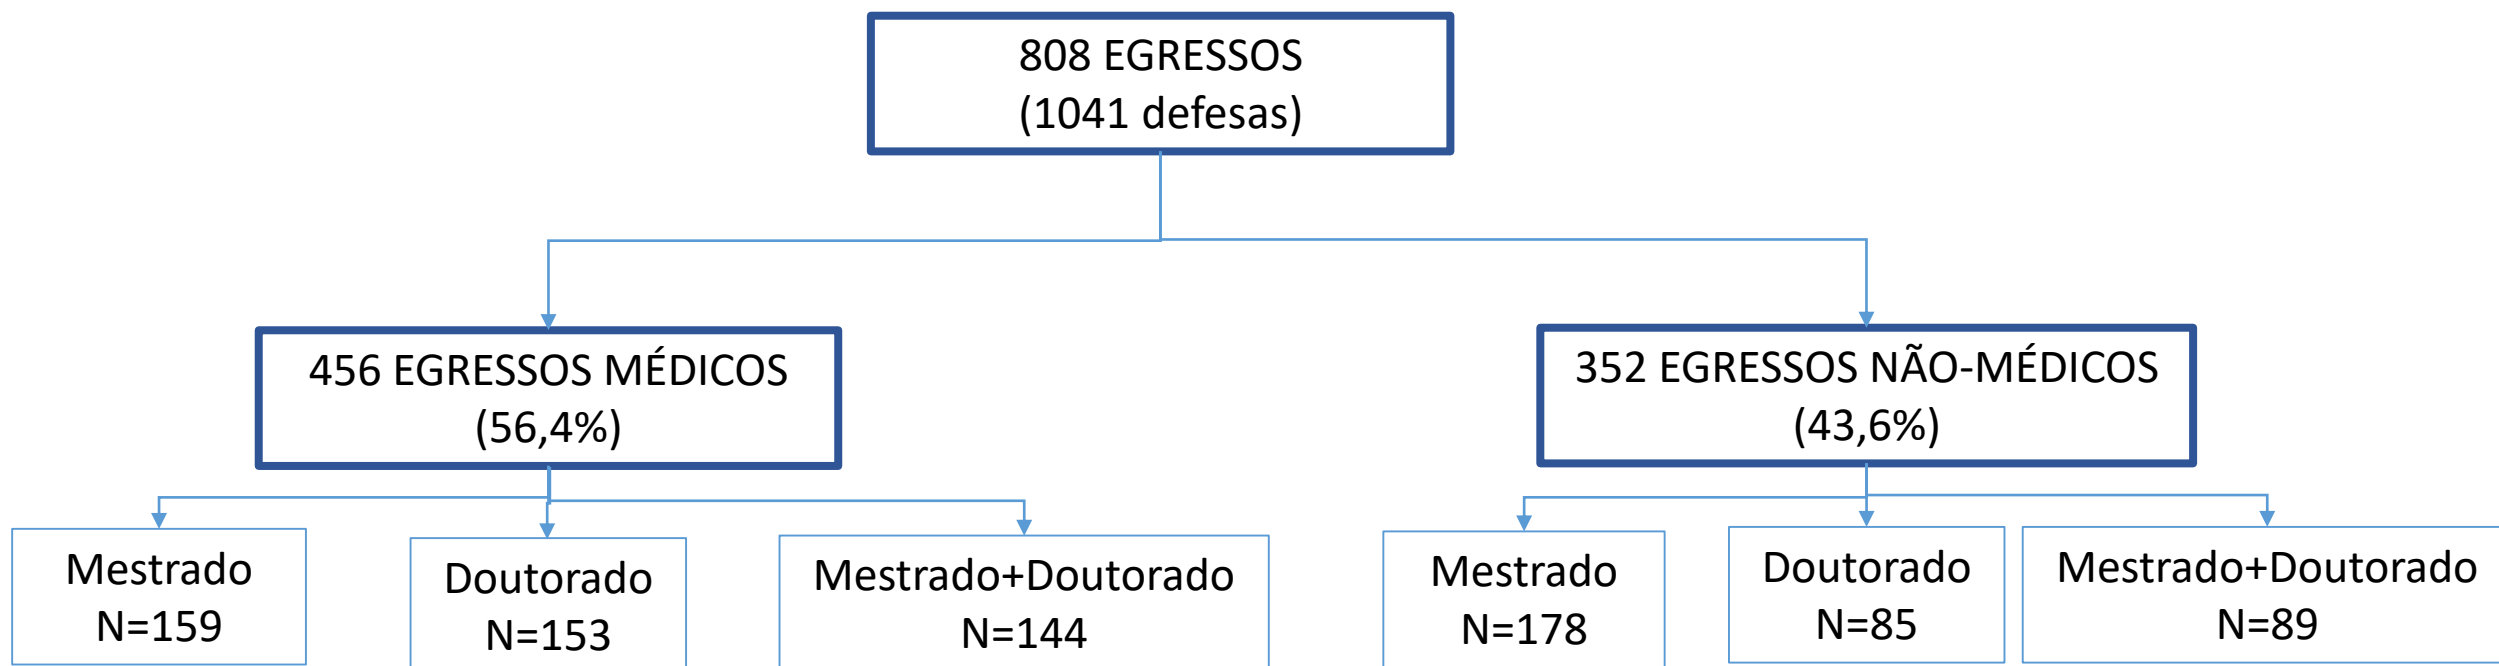 808 EGRESSOS
(1041 defesas)
456 EGRESSOS MÉDICOS
(56,4%)
352 EGRESSOS NÃO-MÉDICOS
(43,6%)
Mestrado
N=159
Doutorado
N=153
Mestrado+Doutorado
N=144
Mestrado
N=178
Doutorado
N=85
Mestrado+Doutorado
N=89